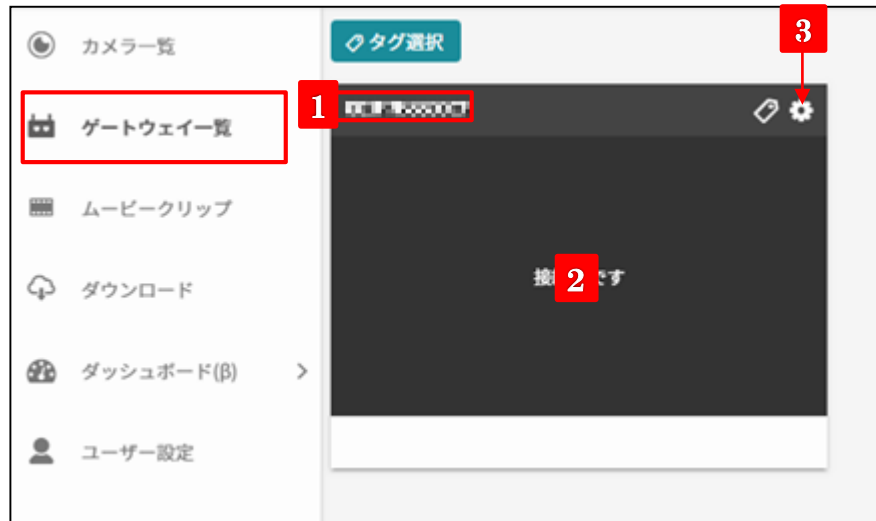 カメラ一覧
ゲートウェイ一覧
ムービークリップ
ダウンロード
ダッシュボード(β)
ユーザー設定
タグ選択
3
1
2
です